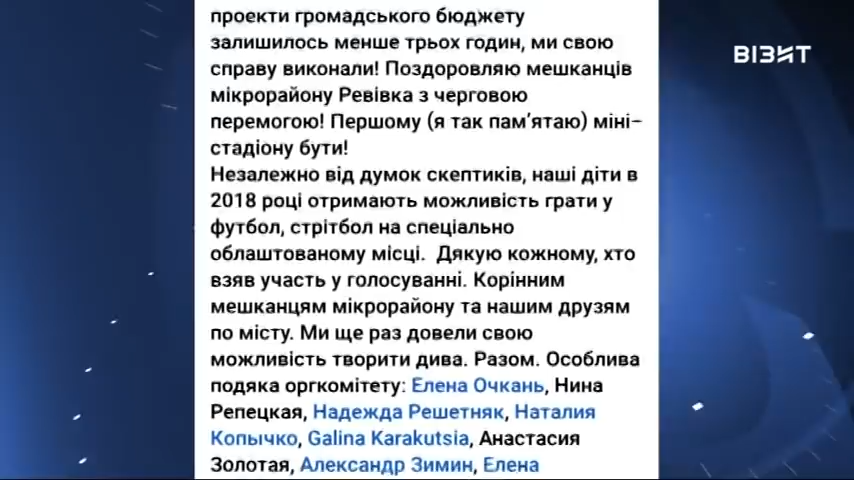 проекти громадського бюджету
залишилось менше трьох годин, ми свою
справу виконали! Поздоровляю мешканців
мікрорайону Ревівка з черговою
перемогою! Першому (я так пам'ятаю) міні-
стадіону бути!
Незалежно від думок скептиків, наші діти в
2018 році отримають можливість грати у
футбол, стрітбол на спеціально
облаштованому місці. Дякую кожному, хто
взяв участь у голосуванні. Корінним
мешканцям мікрорайону та нашим друзям
по місту. Ми ще раз довели свою
можливість творити дива. Разом. Особлива
подяка оргкомітету: Елена Очкань, Нина
Репецкая, Надежда Решетняк, Наталия
Копычко, Galina Karakutsia, Анастасия
Золотая, Александр Зимин, Елена
ВІЗИТ